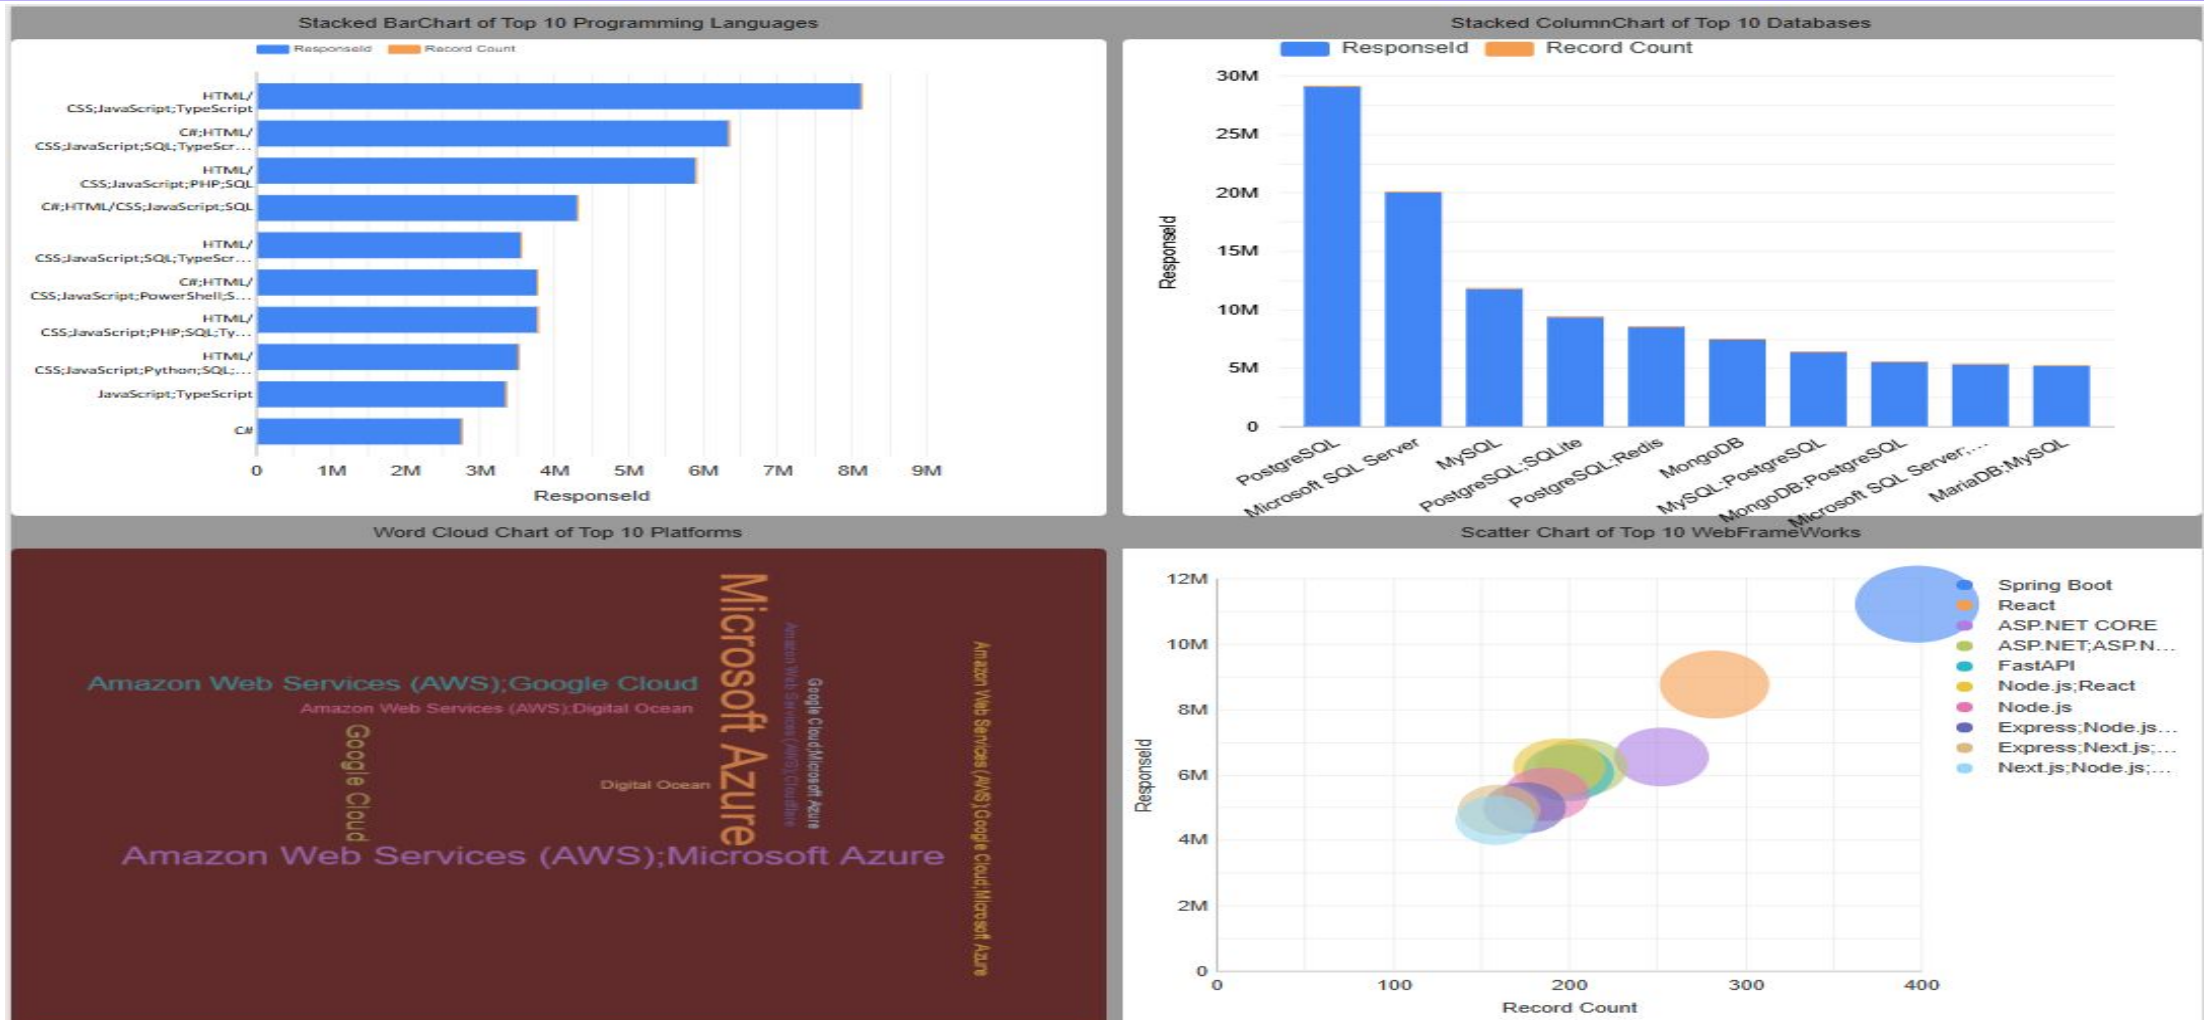 Stacked BarChart of Top 10 Programming Languages
ResponseId
Record Count
HTML/
CSS;JavaScript;TypeScript
C#;HTML/
CSS;JavaScript;SQL;TypeScr...
HTML/
CSS;JavaScript;PHP;SQL
C#;HTML/CSS;JavaScript;SQL
HTML/
CSS;JavaScript;SQL;TypeScr...
C#;HTML/
CSS;JavaScript;PowerShell;S...
HTML/
CSS;JavaScript;PHP;SQL;Ty...
HTML/
CSS;JavaScript;Python;SQL;...
JavaScript;TypeScript
C#
0 1M 2M 3M 4M 5M 6M 7M 8M 9M
ResponseId
Stacked ColumnChart of Top 10 Databases
ResponseId
Record Count
30M
25M
20M
15M
10M
5M
0
ResponseId
PostgreSQL
Microsoft SQL Server
MySQL
PostgreSQL;SQLite
PostgreSQL;Redis
MongoDB
MySQL;PostgreSQL
MongoDB;PostgreSQL
Microsoft SQL Server;...
MariaDB;MySQL
Word Cloud Chart of Top 10 Platforms
Microsoft Azure
Amazon Web Services (AWS);Cloudflare
Google Cloud;Microsoft Azure
Amazon Web Services (AWS);Google Cloud;Microsoft Azure
Amazon Web Services (AWS);Google Cloud
Amazon Web Services (AWS);Digital Ocean
Google Cloud
Digital Ocean
Amazon Web Services (AWS);Microsoft Azure
Scatter Chart of Top 10 WebFrameWorks
12M
10M
8M
6M
4M
2M
0
ResponseId
0 100 200 300 400
Record Count
Spring Boot
React
ASP.NET CORE
ASP.NET;ASP.N...
FastAPI
Node.js;React
Node.js
Express;Node.js...
Express;Next.js;...
Next.js;Node.js;...